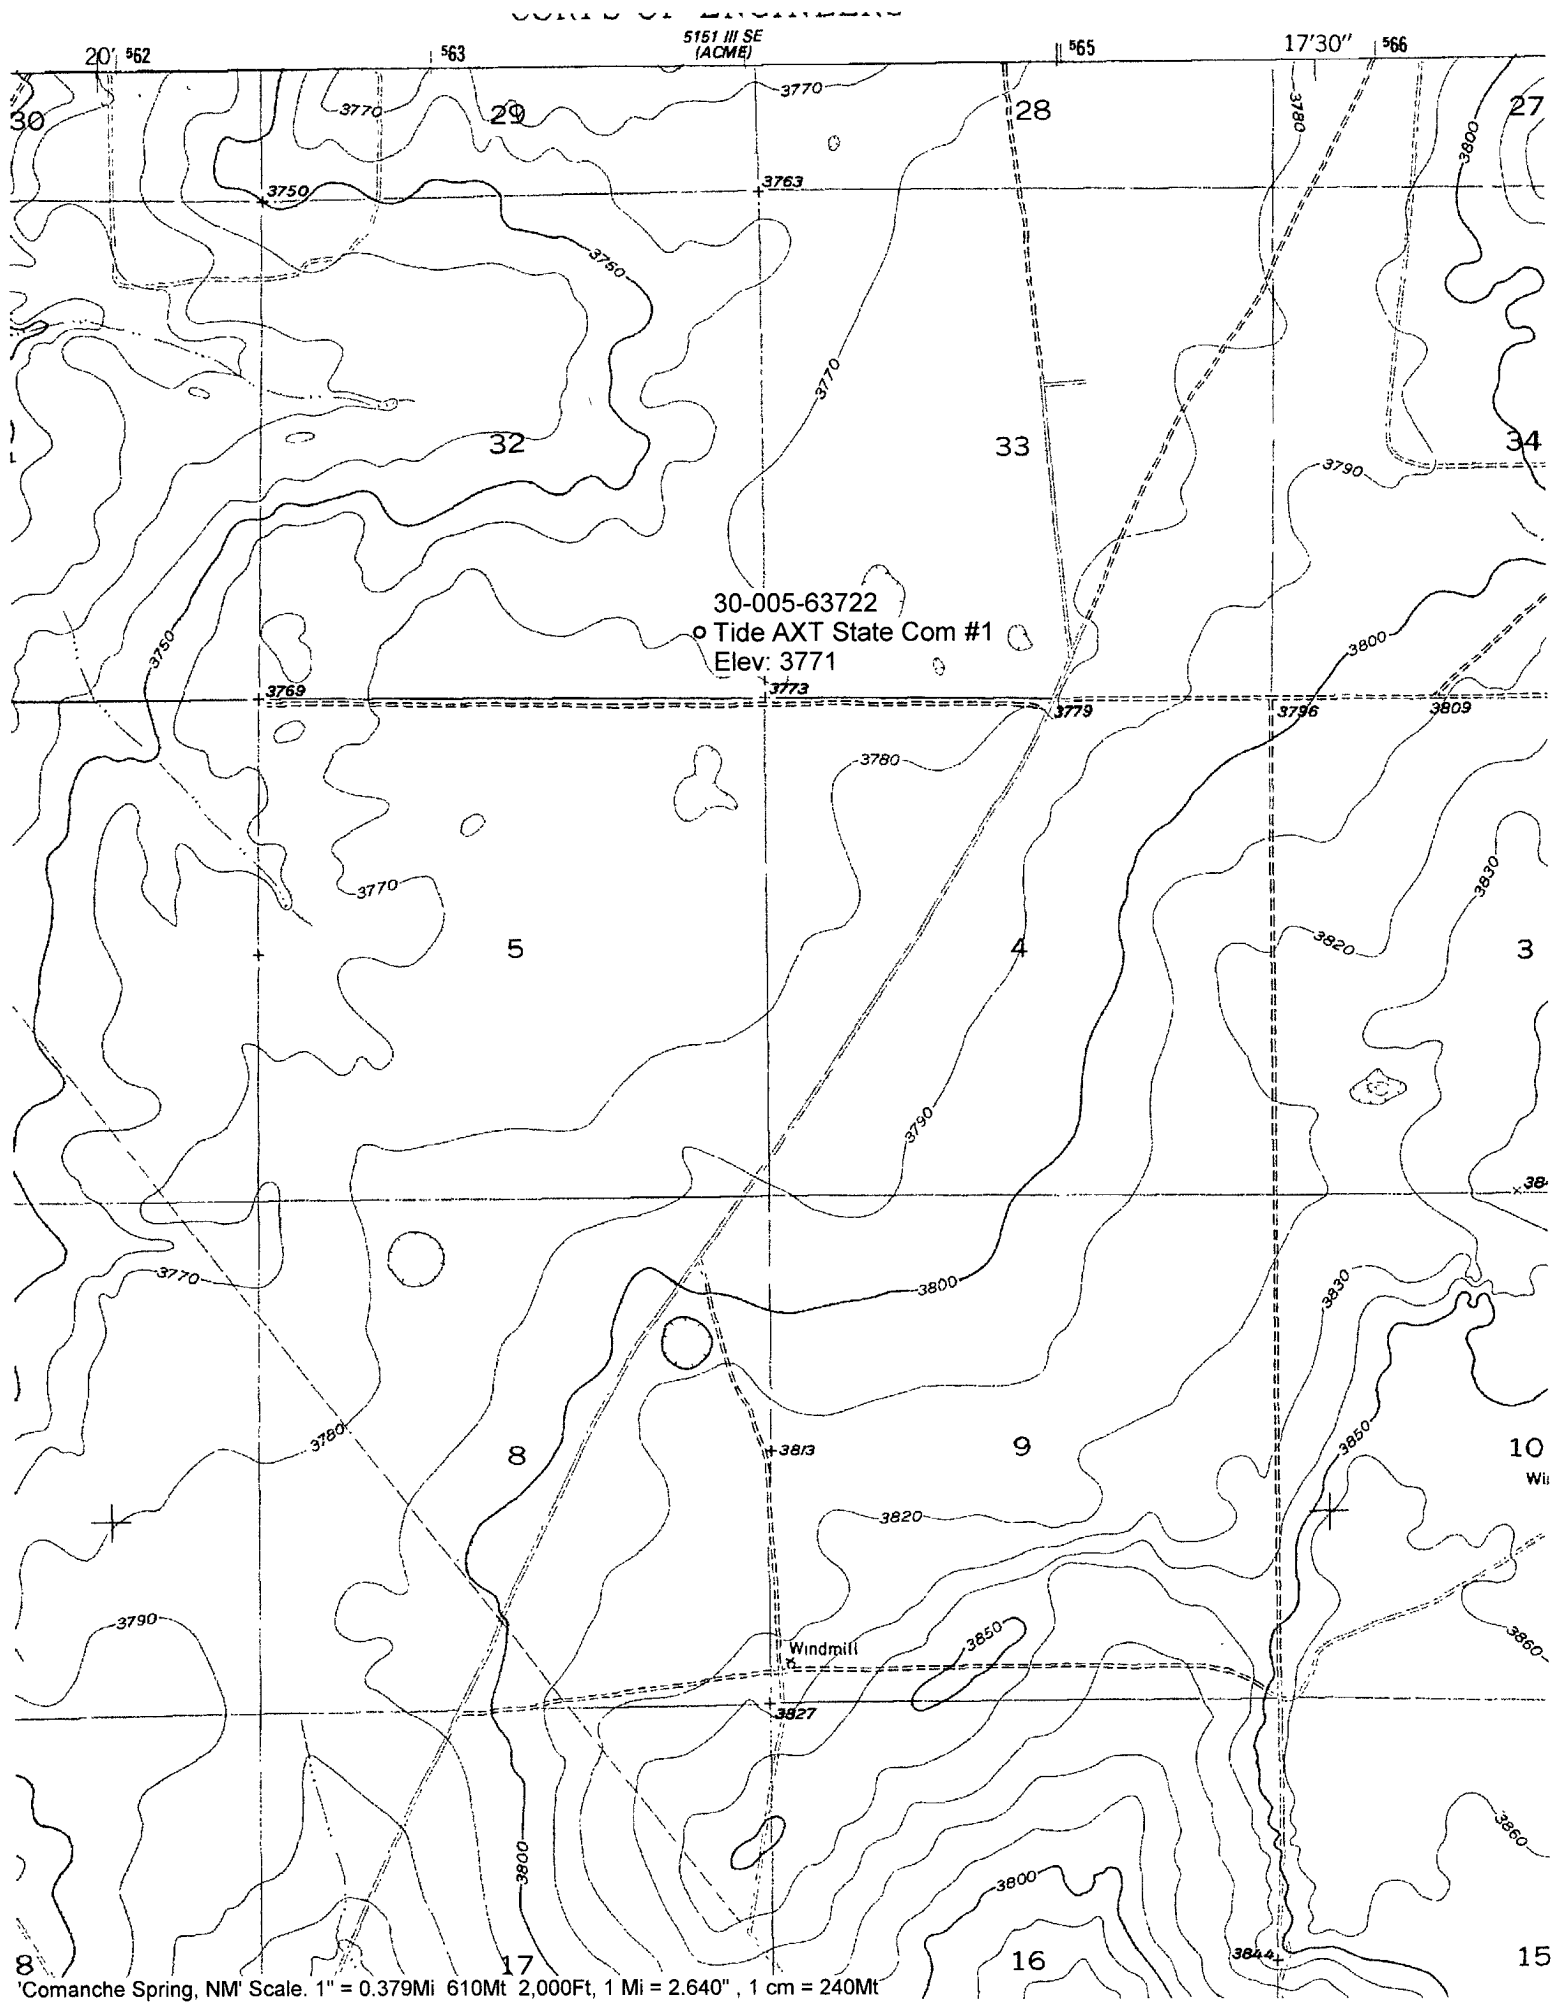 5151 III SE
(ACME)
20' 562 563 565 17'30" 566
30 3770 29 3770 28 3780 3800 27
3750 3763
3750
3770
32 33 34
3790
30-005-63722
Tide AXT State Com #1
Elev: 3771
3750 3800
3769 3773 3779 3796 3809
3780
3770 3830
5 4 3820 3
3790
3770 3800 3830
3780 3813 3850
8 9 10
3820
3790 3850 3860
Windmill
3827
3800 3860
3800
8 17 16 3844 15
'Comanche Spring, NM' Scale. 1" = 0.379Mi 610Mt 2,000Ft, 1 Mi = 2.640" , 1 cm = 240Mt